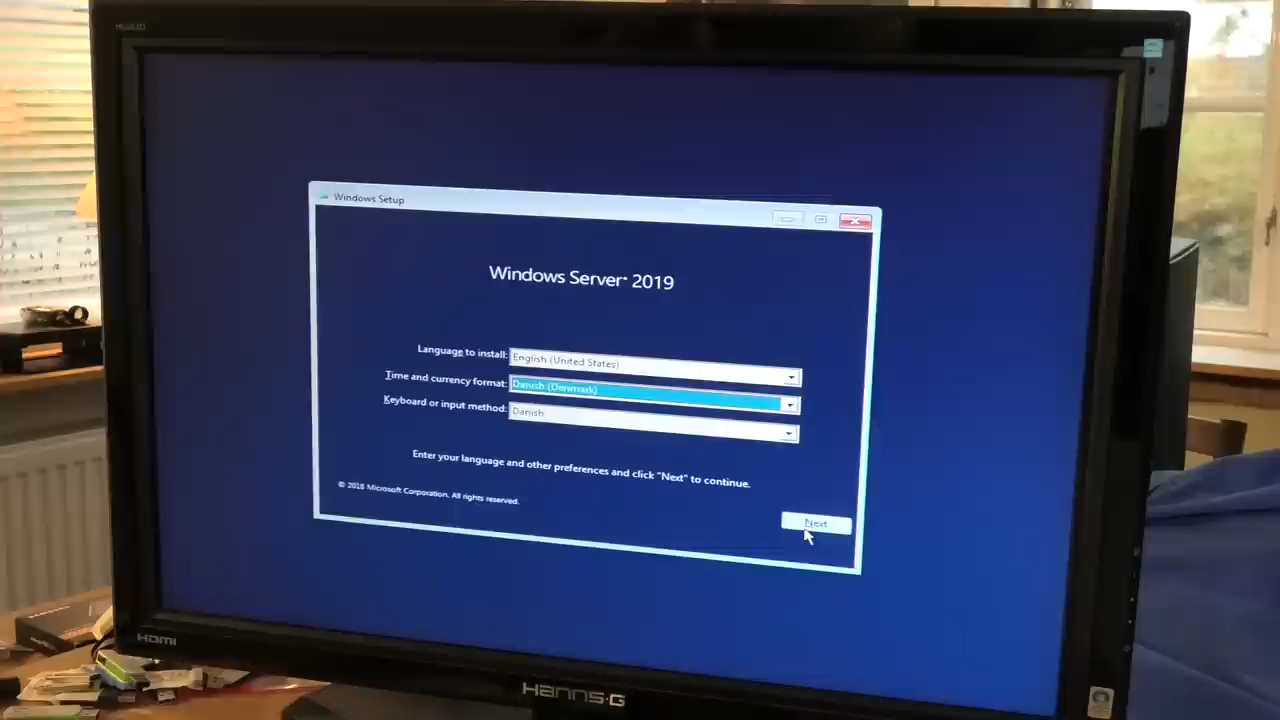 Windows Setup
Windows Server 2019
Language to install: English (United States)
Time and currency format: Danish (Denmark)
Keyboard or input method: Danish
Enter your language and other preferences and click "Next" to continue.
© 2018 Microsoft Corporation. All rights reserved.
Next
HDMI
HANNS·G